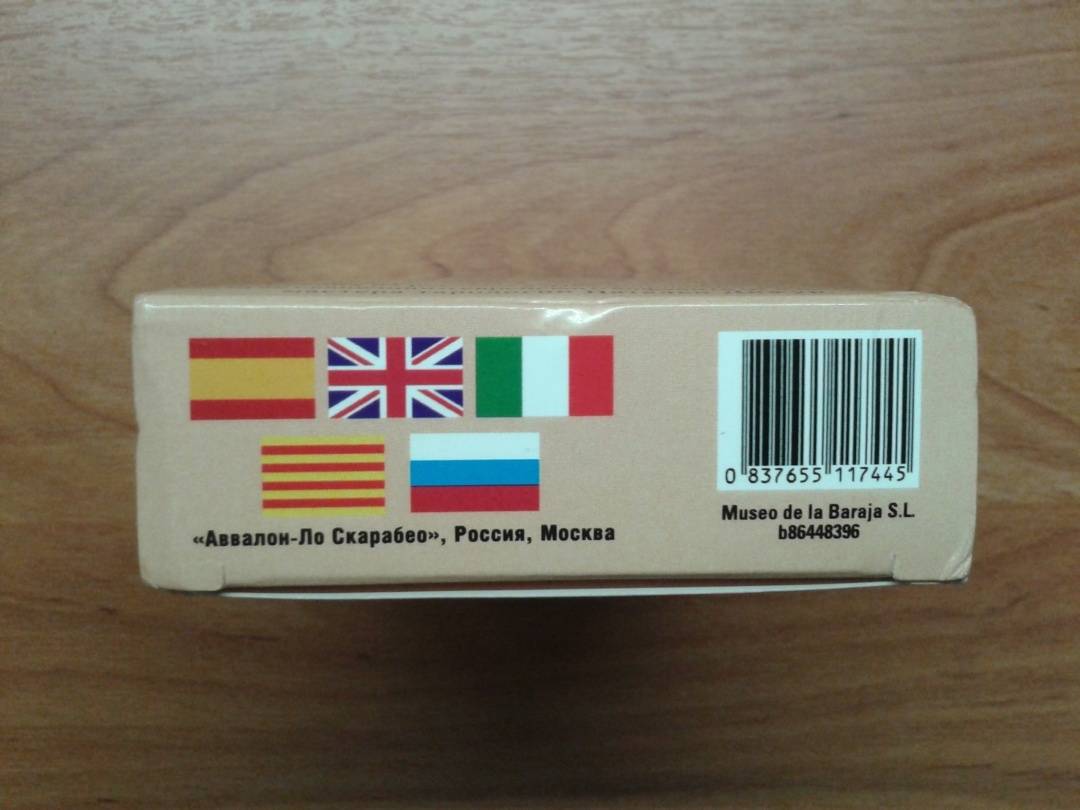 0 837655 117445
«Аввалон-Ло Скарабео», Россия, Москва
Museo de la Baraja S.L.
b86448396